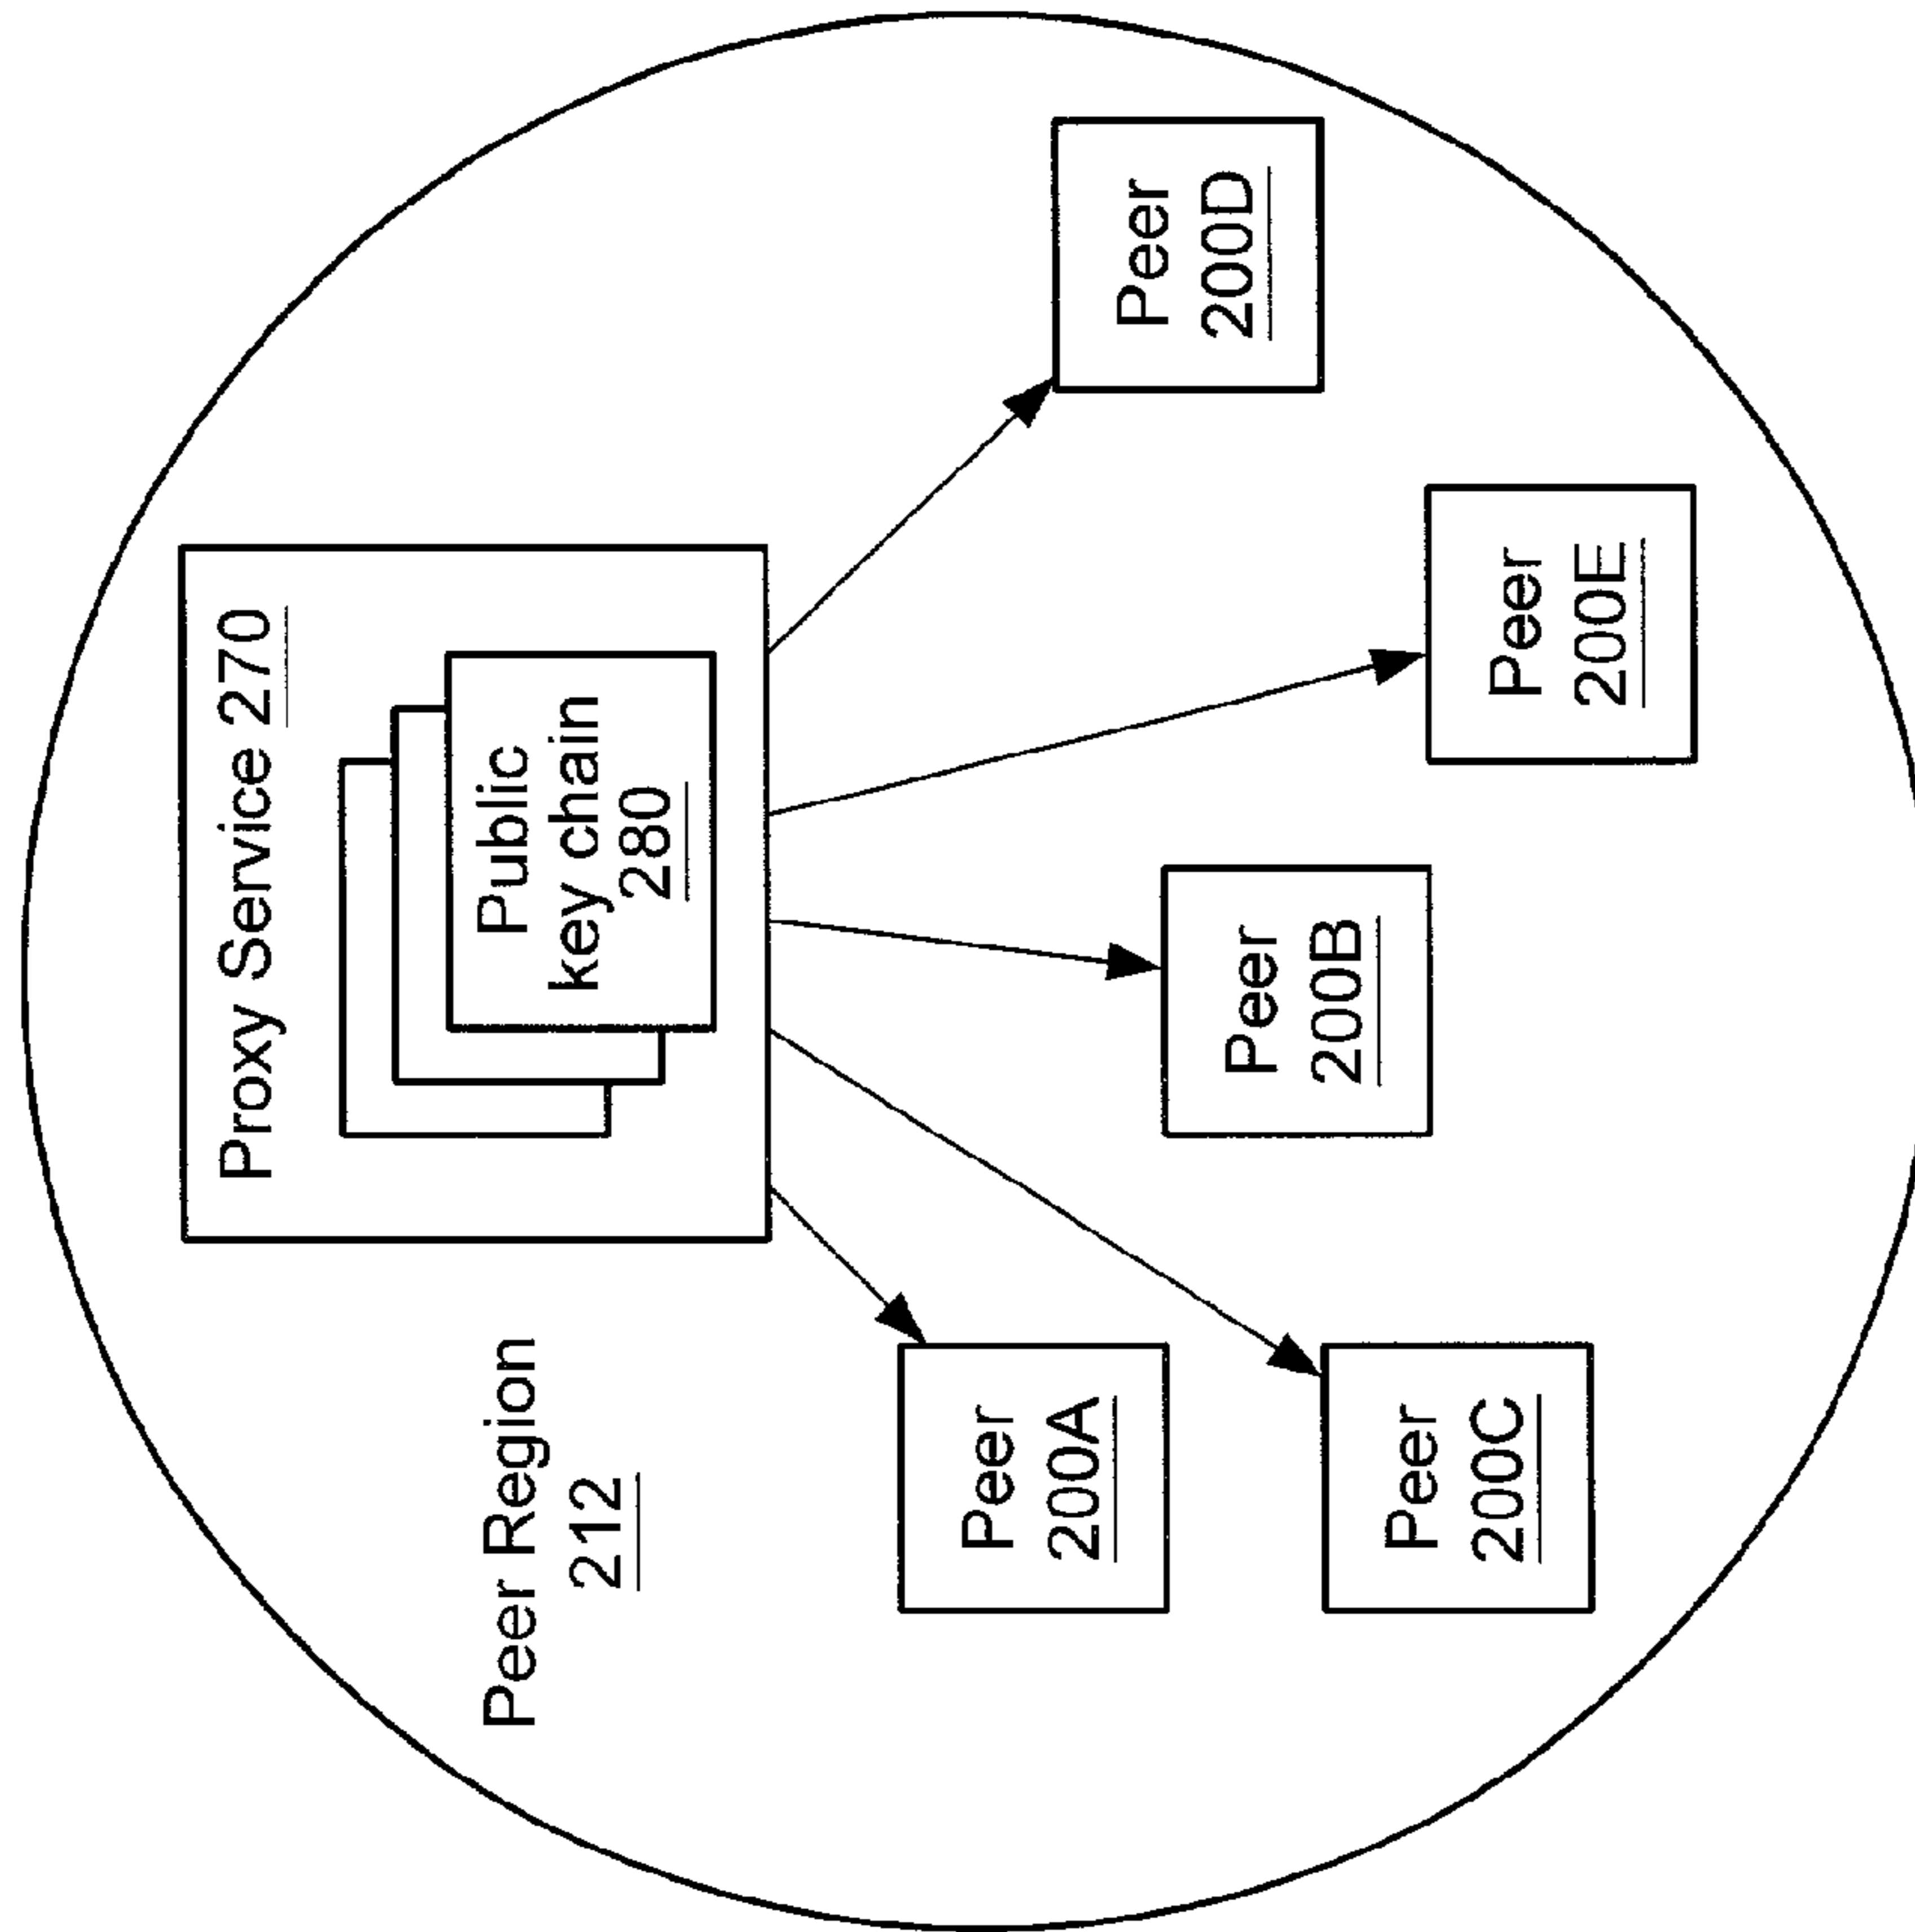 Proxy Service 270
Public
key chain
280
Peer Region
212
Peer
200A
Peer
200B
Peer
200D
Peer
200C
Peer
200E